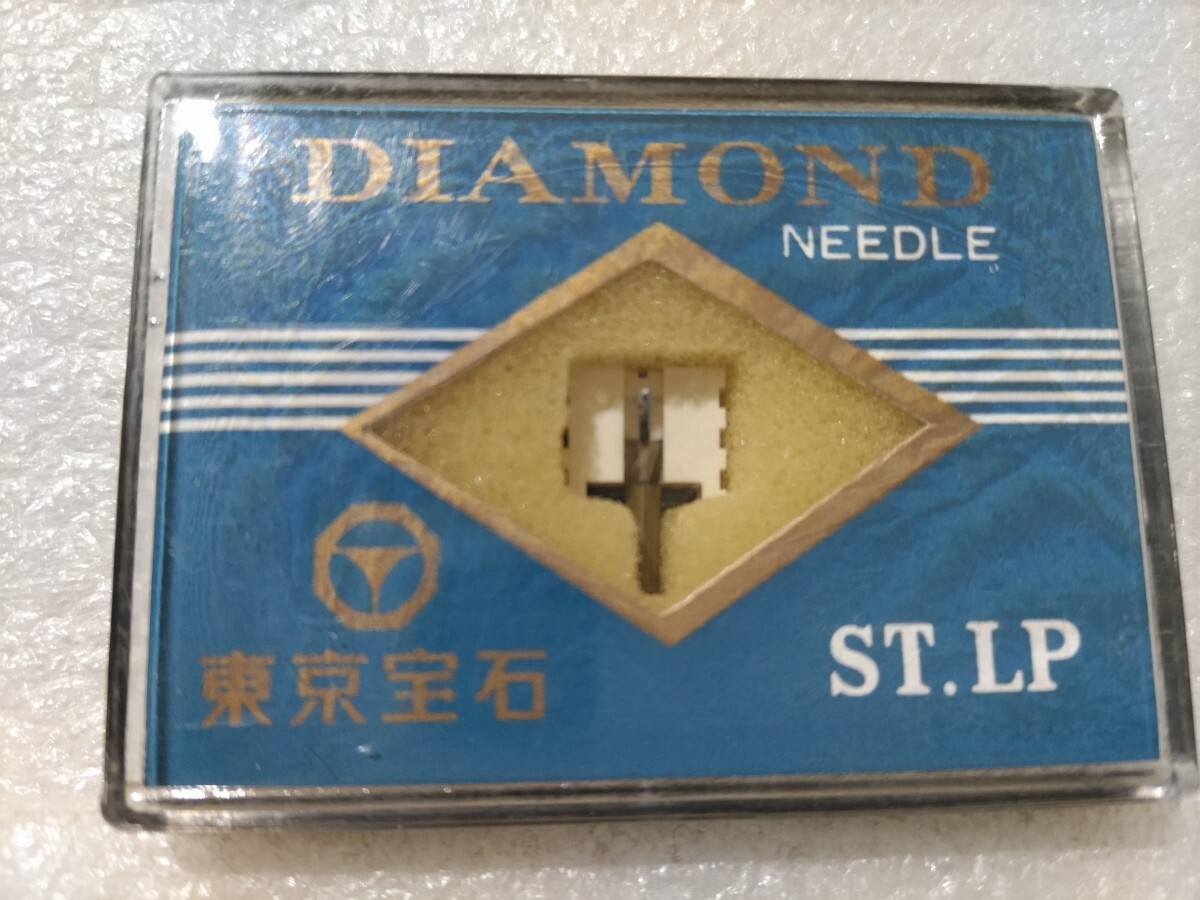 DIAMOND
NEEDLE
東京宝石
ST.LP